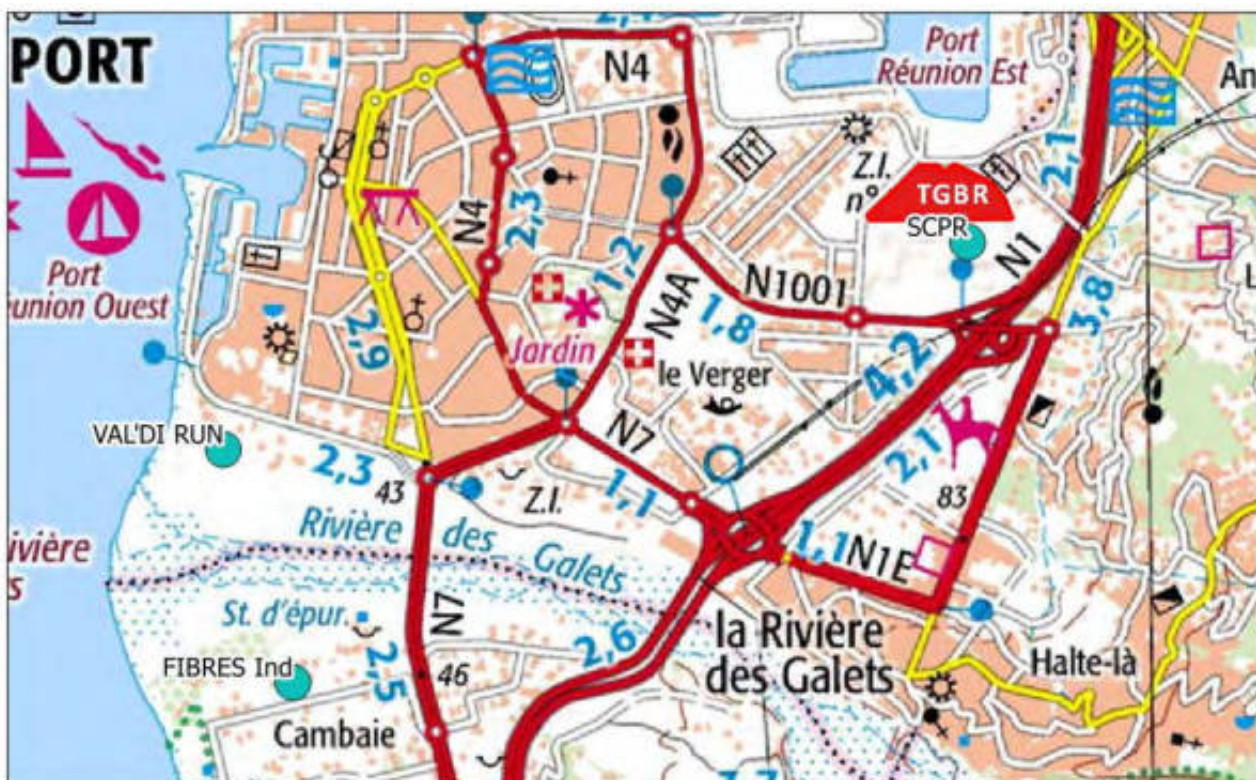 PORT
N4
Port
Réunion Est
An
2,1
Z.I.
n°
TGBR
SCPR
N1
N4
2,3
1,2
N4A
N1001
1,8
Port
éunion Ouest
2,9
Jardin
le Verger
4,2
3,8
VAL'DI RUN
2,3
43
N7
Z.I.
1,1
2,1
83
Rivière des Galets
ivière
s
1,1
N1E
St. d'épur.
N7
2,6
la Rivière
des Galets
Halte-là
FIBRES Ind
2,5
46
Cambaie